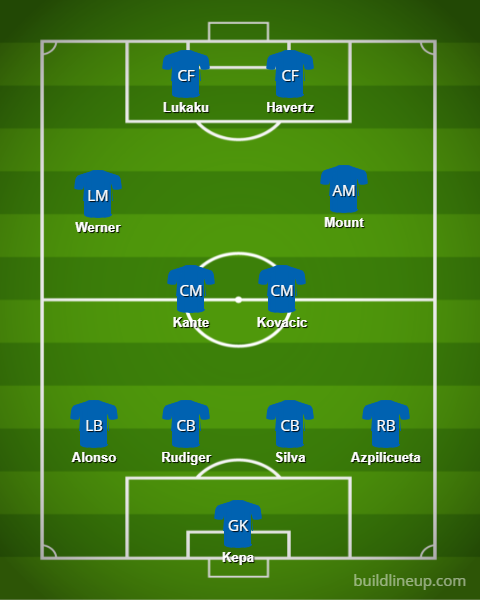 CF CF
Lukaku Havertz
LM AM
Werner Mount
CM CM
Kante Kovacic
LB CB CB RB
Alonso Rudiger Silva Azpilicueta
GK
Kepa
buildlineup.com